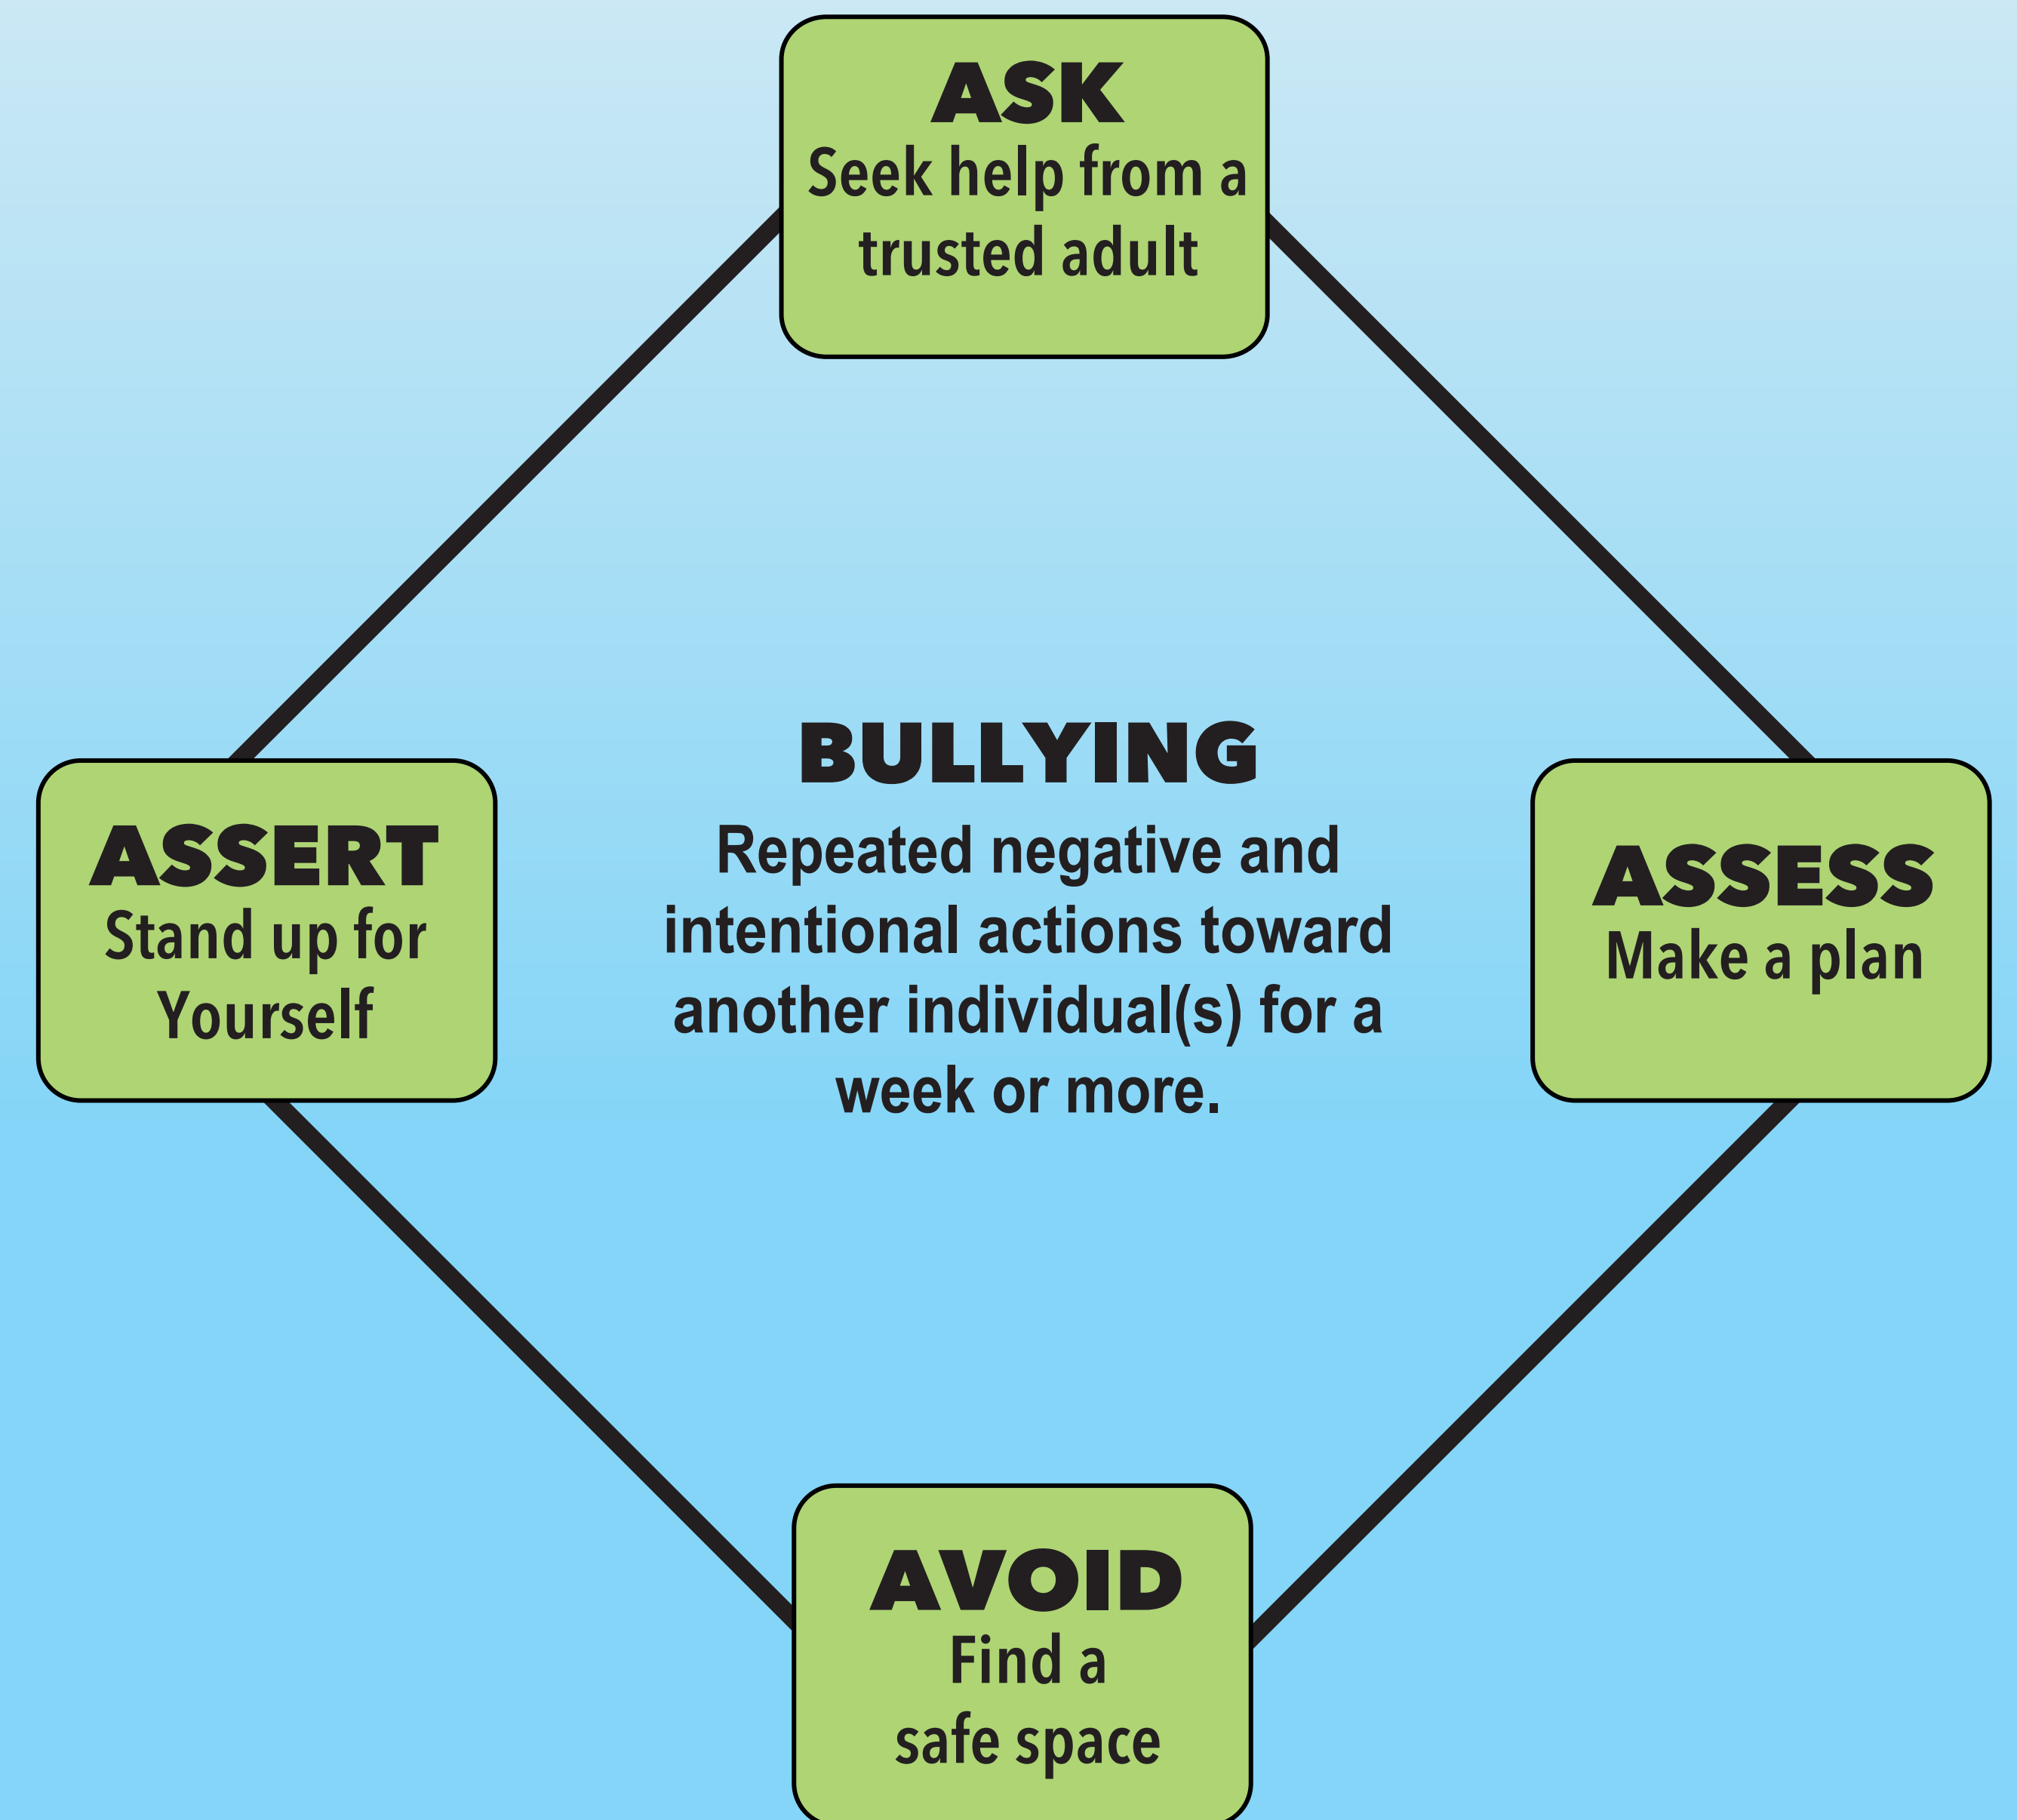 ASK
Seek help from a
trusted adult
ASSERT
Stand up for
Yourself
BULLYING
Repeated negative and
intentional actions toward
another individual(s) for a
week or more.
ASSESS
Make a plan
AVOID
Find a
safe space